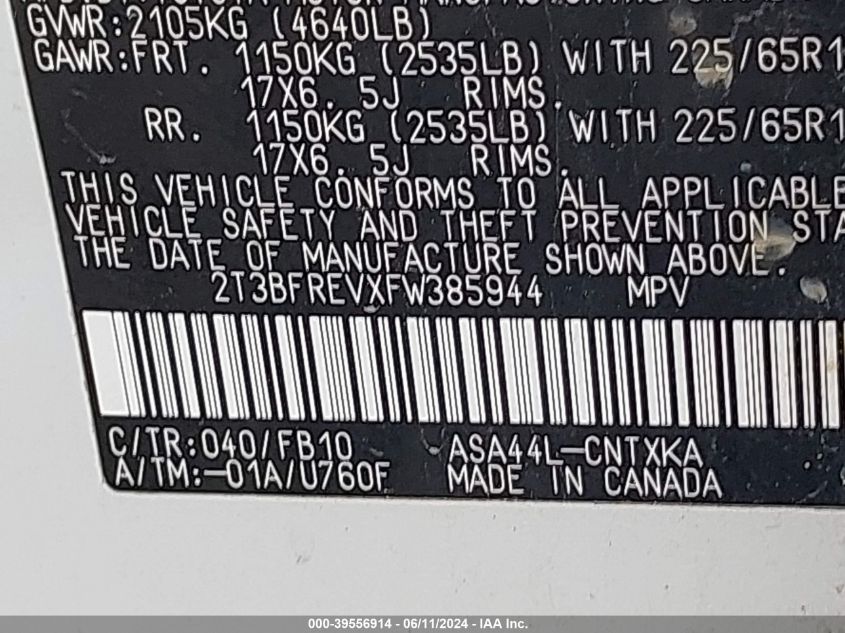 GVWR:2105KG (4640LB)
GAWR:FRT. 1150KG (2535LB) WITH 225/65R1
17X6.5J RIMS.
RR. 1150KG (2535LB) WITH 225/65R1
17X6.5J RIMS.
THIS VEHICLE CONFORMS TO ALL APPLICABLE
VEHICLE SAFETY AND THEFT PREVENTION STA
THE DATE OF MANUFACTURE SHOWN ABOVE.
2T3BFREVXFW385944 MPV
C/TR:040/FB10 ASA44L-CNTXKA
A/TM:-01A/U760F MADE IN CANADA
000-39556914 - 06/11/2024 - IAA Inc.